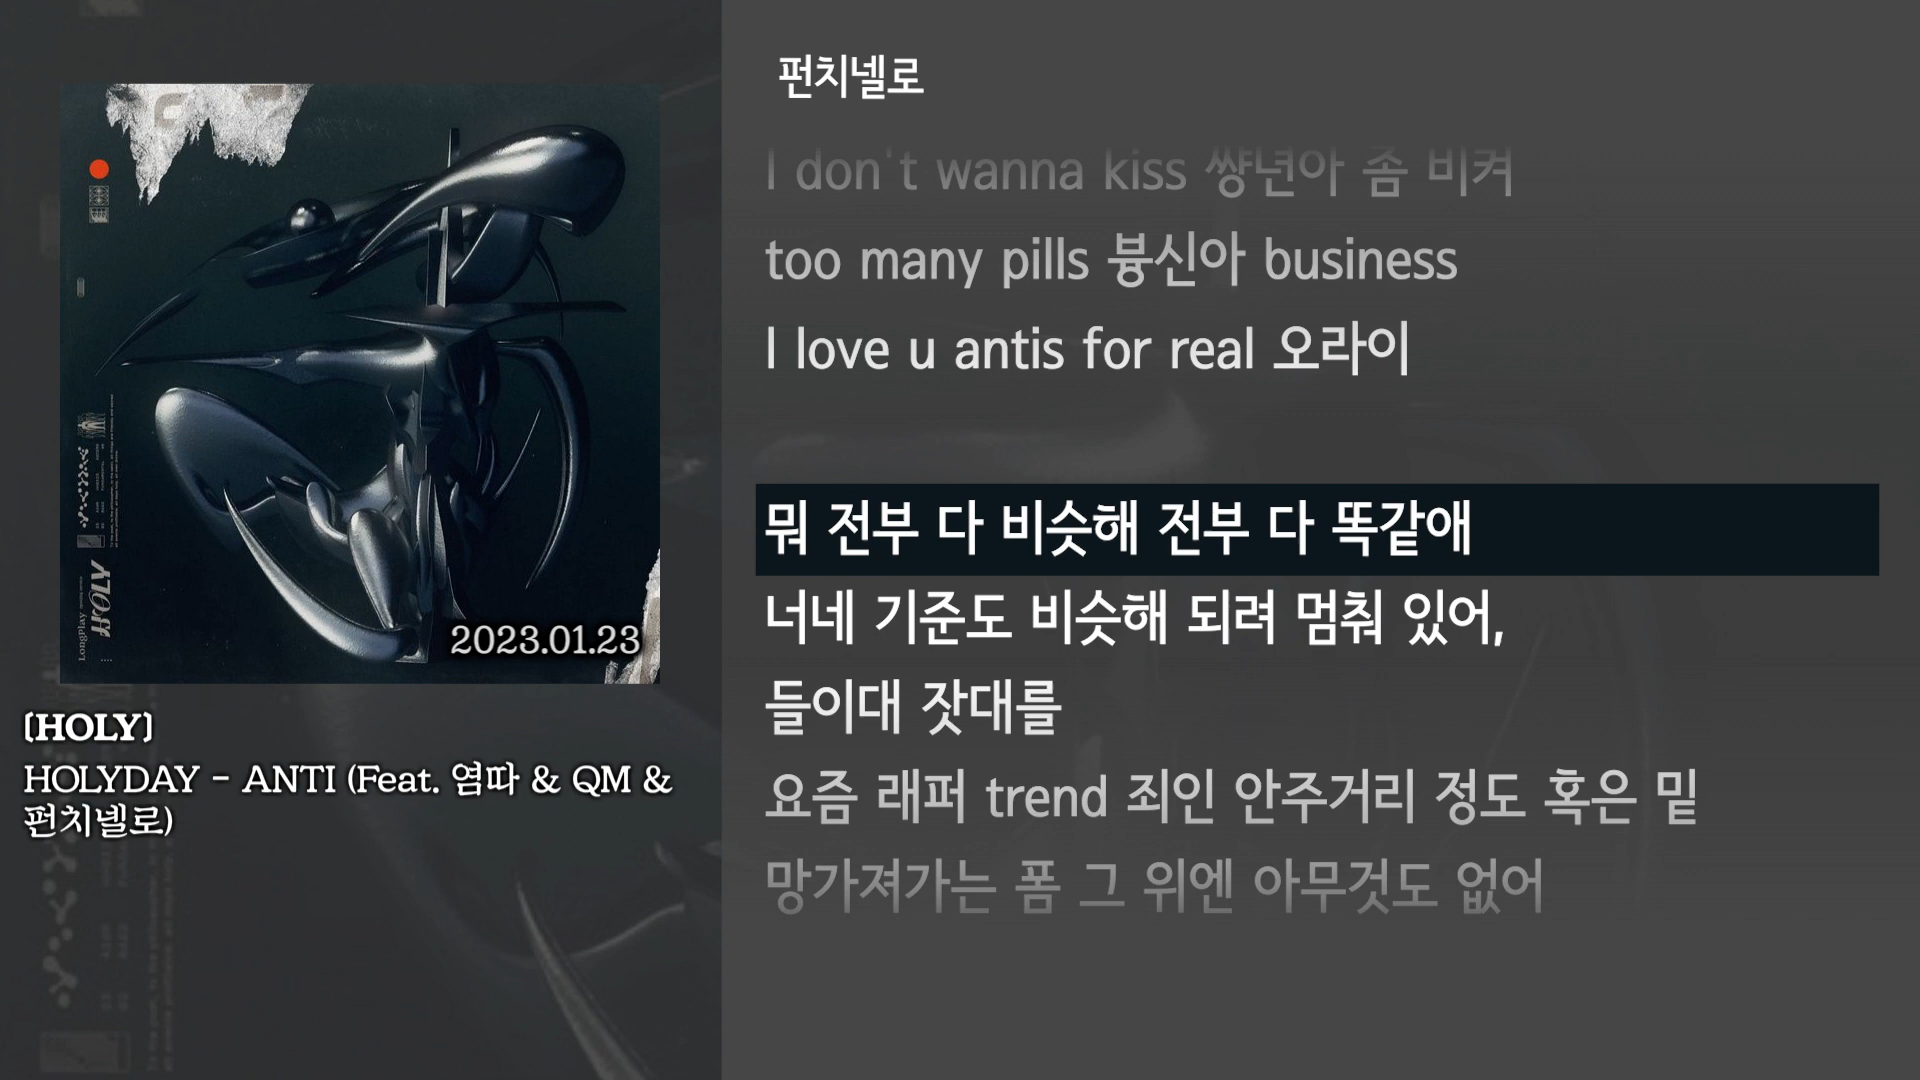 HOLY
LongPlay
2023.01.23
[HOLY]
HOLYDAY - ANTI (Feat. 염따 & QM &
펀치넬로)
펀치넬로
I don't wanna kiss 썅년아 좀 비켜
too many pills 븅신아 business
I love u antis for real 오라이
뭐 전부 다 비슷해 전부 다 똑같애
너네 기준도 비슷해 되려 멈춰 있어,
들이대 잣대를
요즘 래퍼 trend 죄인 안주거리 정도 혹은 밑
망가져가는 폼 그 위엔 아무것도 없어